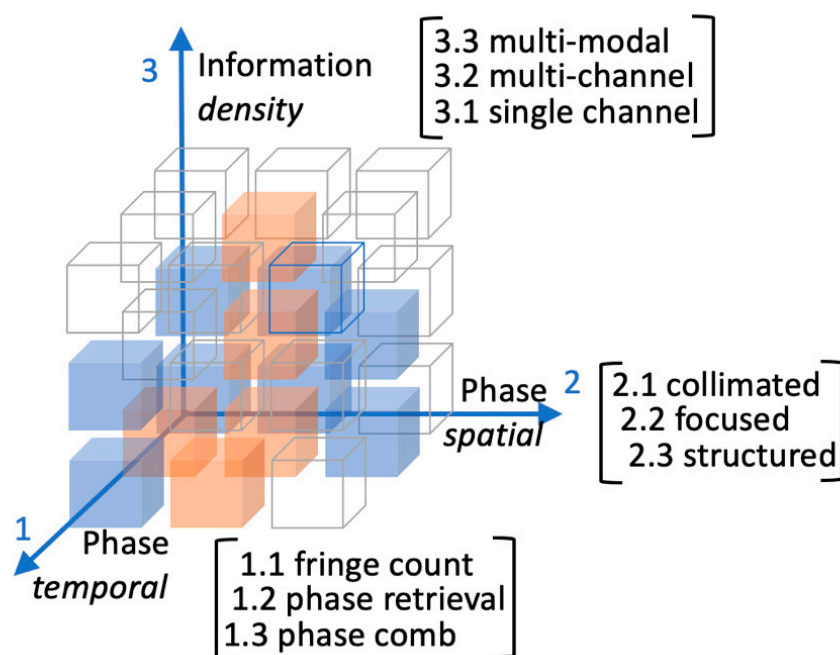 3
Information
density
3.3 multi-modal
3.2 multi-channel
3.1 single channel
Phase
spatial
2
2.1 collimated
2.2 focused
2.3 structured
1
Phase
temporal
1.1 fringe count
1.2 phase retrieval
1.3 phase comb